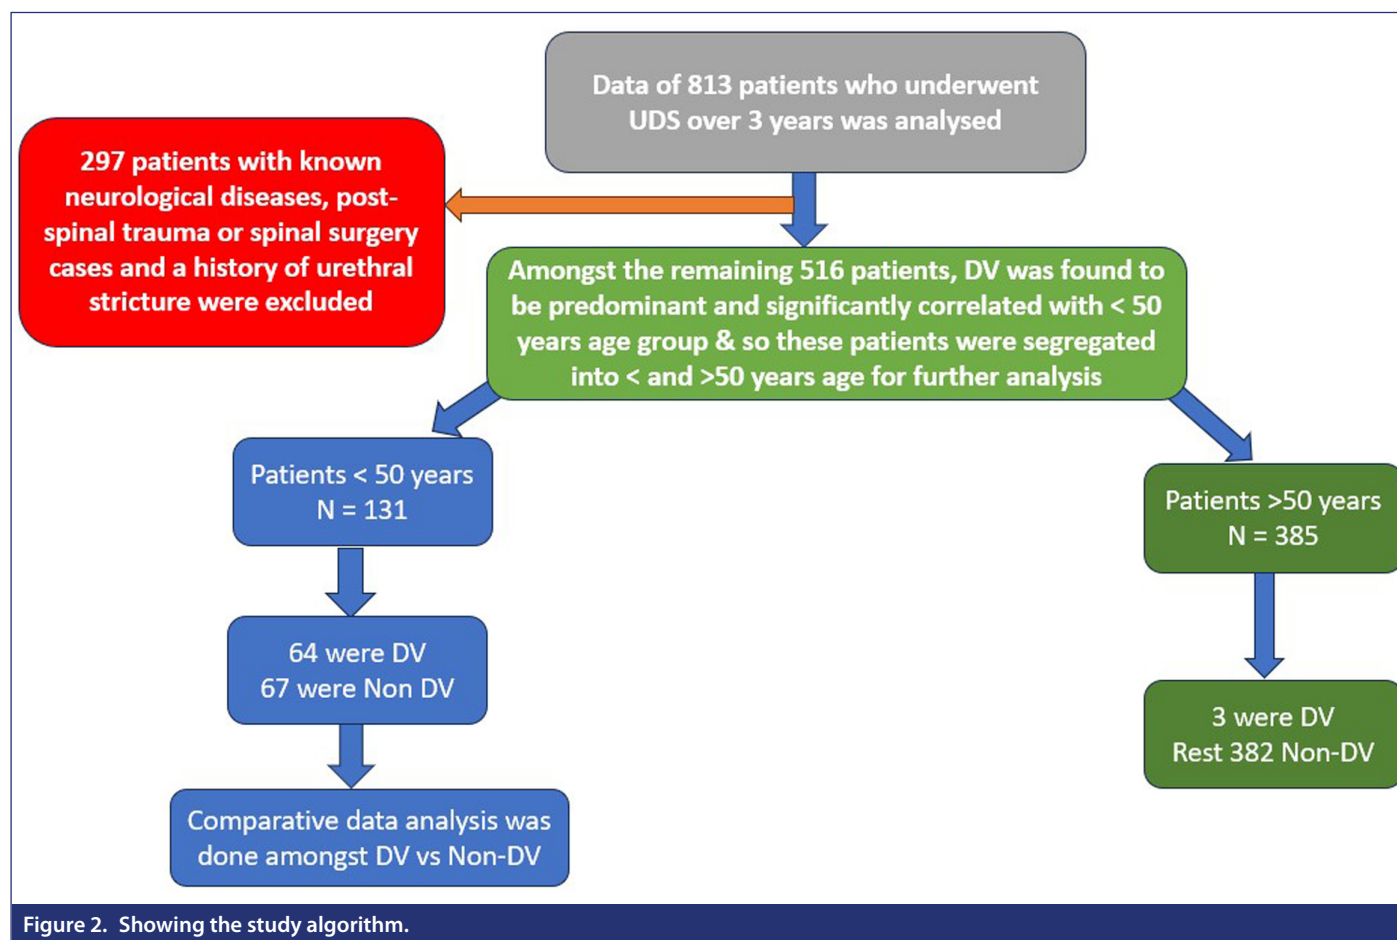 Data of 813 patients who underwent
UDS over 3 years was analysed
297 patients with known
neurological diseases, post-
spinal trauma or spinal surgery
cases and a history of urethral
stricture were excluded
Amongst the remaining 516 patients, DV was found to
be predominant and significantly correlated with < 50
years age group & so these patients were segregated
into < and >50 years age for further analysis
Patients < 50 years
N = 131
Patients >50 years
N = 385
64 were DV
67 were Non DV
3 were DV
Rest 382 Non-DV
Comparative data analysis was
done amongst DV vs Non-DV
Figure 2. Showing the study algorithm.